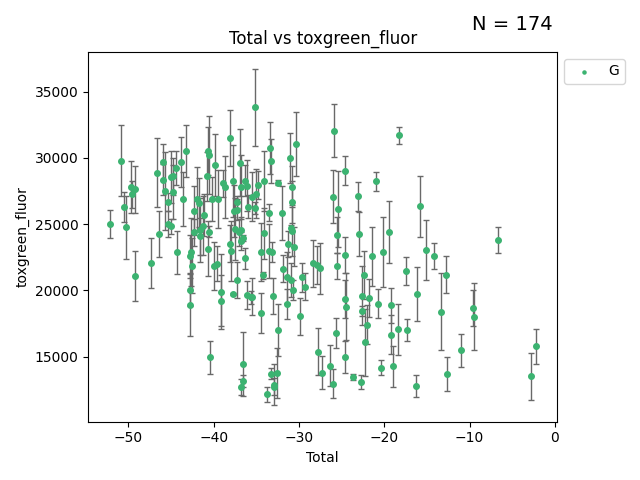 N = 174
Total vs toxgreen_fluor
G
toxgreen_fluor
35000
30000
25000
20000
15000
−50
−40
−30
−20
−10
0
Total